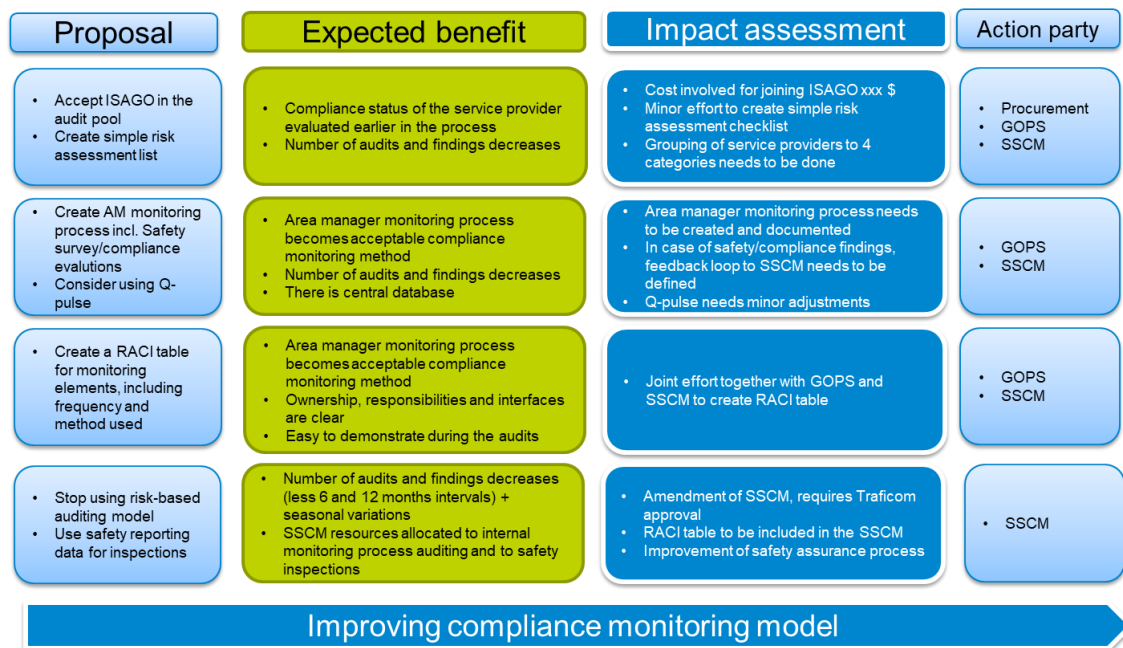 Proposal
Expected benefit
Impact assessment
Action party
• Accept ISAGO in the
audit pool
• Create simple risk
assessment list
• Compliance status of the service provider
evaluated earlier in the process
• Number of audits and findings decreases
• Cost involved for joining ISAGO xxx $
• Minor effort to create simple risk
assessment checklist
• Grouping of service providers to 4
categories needs to be done
• Procurement
• GOPS
• SSCM
• Create AM monitoring
process incl. Safety
survey/compliance
evalutions
• Consider using Q-
pulse
• Area manager monitoring process
becomes acceptable compliance
monitoring method
• Number of audits and findings decreases
• There is central database
• Area manager monitoring process needs
to be created and documented
• In case of safety/compliance findings,
feedback loop to SSCM needs to be
defined
• Q-pulse needs minor adjustments
• GOPS
• SSCM
• Create a RACI table
for monitoring
elements, including
frequency and
method used
• Area manager monitoring process
becomes acceptable compliance
monitoring method
• Ownership, responsibilities and interfaces
are clear
• Easy to demonstrate during the audits
• Joint effort together with GOPS and
SSCM to create RACI table
• GOPS
• SSCM
• Stop using risk-based
auditing model
• Use safety reporting
data for inspections
• Number of audits and findings decreases
(less 6 and 12 months intervals) +
seasonal variations
• SSCM resources allocated to internal
monitoring process auditing and to safety
inspections
• Amendment of SSCM, requires Traficom
approval
• RACI table to be included in the SSCM
• Improvement of safety assurance process
• SSCM
Improving compliance monitoring model